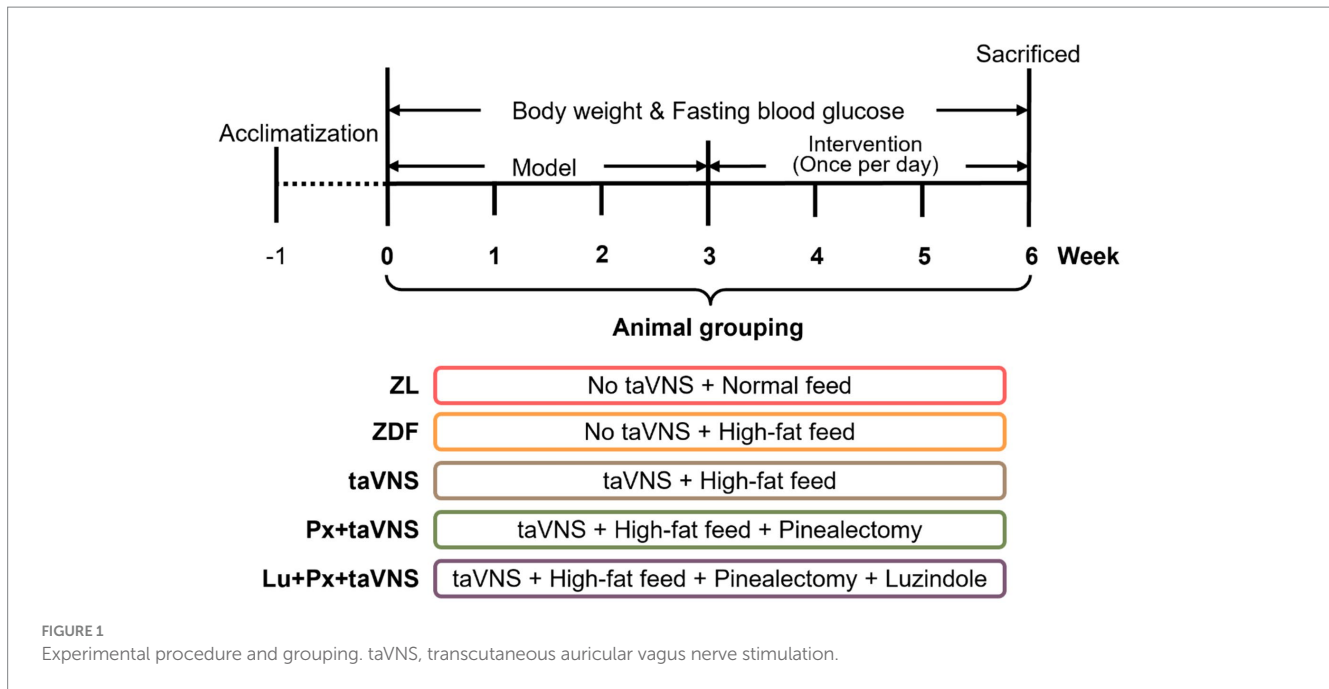 Sacrificed
Body weight & Fasting blood glucose
Acclimatization
Model
Intervention
(Once per day)
-1 0 1 2 3 4 5 6 Week
Animal grouping
ZL No taVNS + Normal feed
ZDF No taVNS + High-fat feed
taVNS taVNS + High-fat feed
Px+taVNS taVNS + High-fat feed + Pinealectomy
Lu+Px+taVNS taVNS + High-fat feed + Pinealectomy + Luzindole
FIGURE 1
Experimental procedure and grouping. taVNS, transcutaneous auricular vagus nerve stimulation.